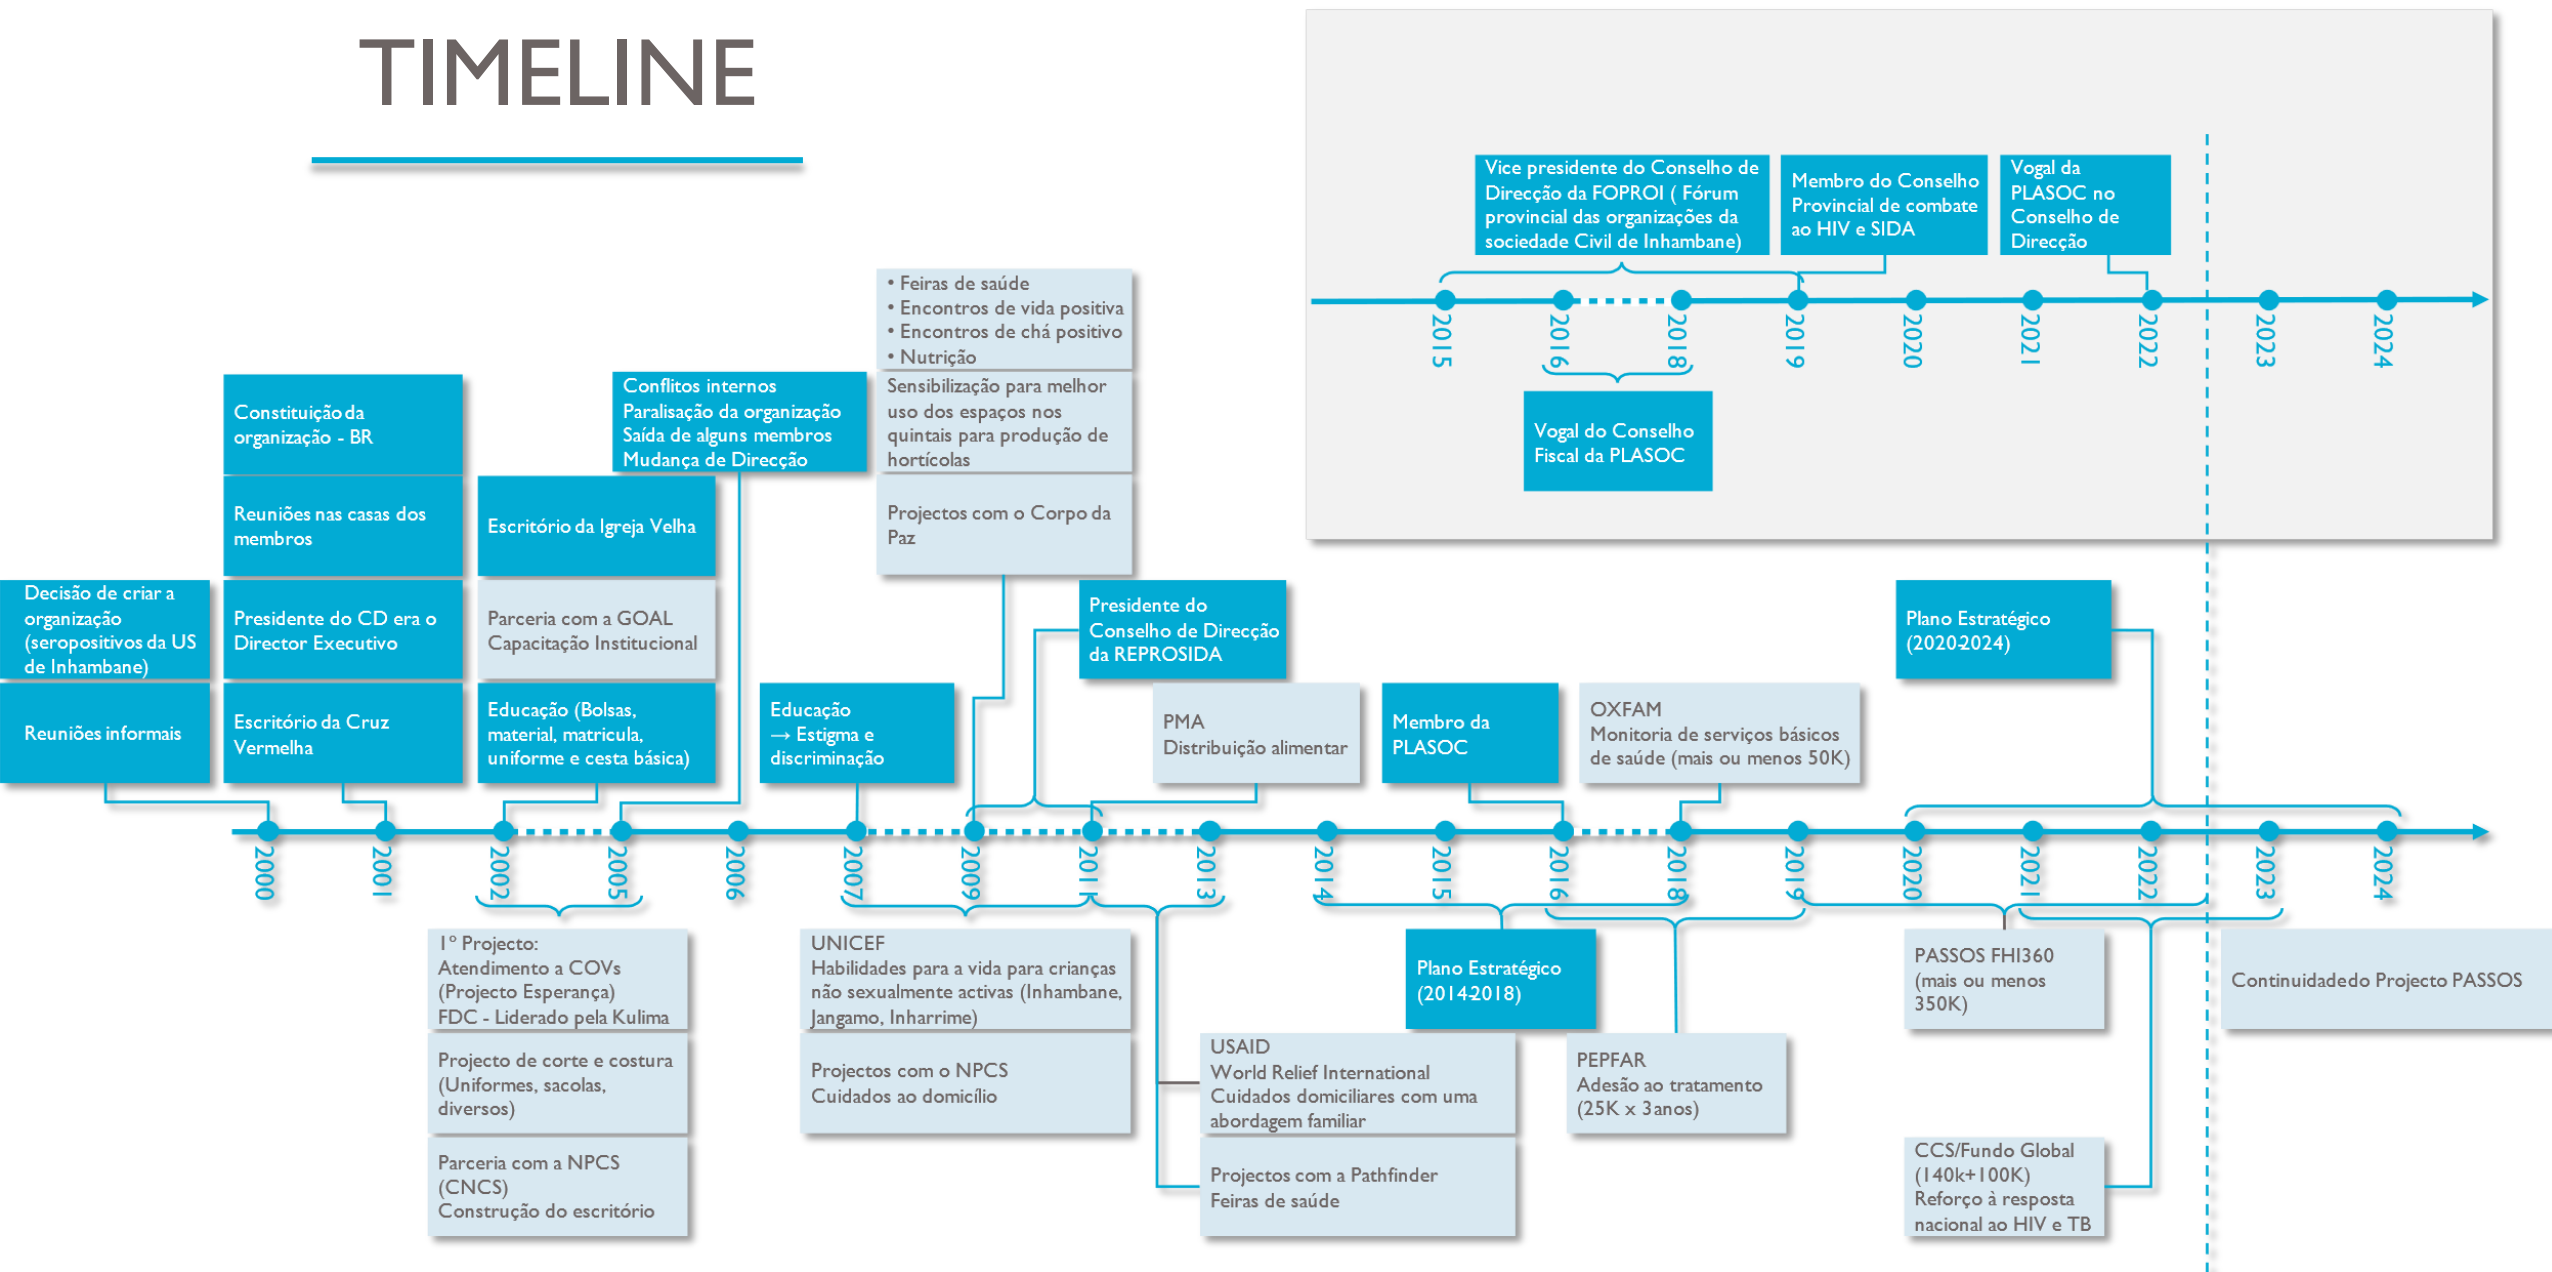 TIMELINE
Vice presidente do Conselho de
Direcção da FOPROI ( Fórum
provincial das organizações da
sociedade Civil de Inhambane)
Membro do Conselho
Provincial de combate
ao HIV e SIDA
Vogal da
PLASOC no
Conselho de
Direcção
2015
2016
2018
2019
2020
2021
2022
2023
2024
Vogal do Conselho
Fiscal da PLASOC
• Feiras de saúde
• Encontros de vida positiva
• Encontros de chá positivo
• Nutrição
Sensibilização para melhor
uso dos espaços nos
quintais para produção de
hortícolas
Projectos com o Corpo da
Paz
Conflitos internos
Paralisação da organização
Saída de alguns membros
Mudança de Direcção
Constituição da
organização - BR
Reuniões nas casas dos
membros
Presidente do CD era o
Director Executivo
Escritório da Cruz
Vermelha
Escritório da Igreja Velha
Parceria com a GOAL
Capacitação Institucional
Educação (Bolsas,
material, matricula,
uniforme e cesta básica)
Decisão de criar a
organização
(seropositivos da US
de Inhambane)
Reuniões informais
Educação
→ Estigma e
discriminação
Presidente do
Conselho de Direcção
da REPROSIDA
PMA
Distribuição alimentar
Membro da
PLASOC
OXFAM
Monitoria de serviços básicos
de saúde (mais ou menos 50K)
Plano Estratégico
(2020-2024)
2000
2001
2002
2005
2006
2007
2009
2011
2013
2014
2015
2016
2018
2019
2020
2021
2022
2023
2024
1º Projecto:
Atendimento a COVs
(Projecto Esperança)
FDC - Liderado pela Kulima
Projecto de corte e costura
(Uniformes, sacolas,
diversos)
Parceria com a NPCS
(CNCS)
Construção do escritório
UNICEF
Habilidades para a vida para crianças
não sexualmente activas (Inhambane,
Jangamo, Inharrime)
Projectos com o NPCS
Cuidados ao domicílio
USAID
World Relief International
Cuidados domiciliares com uma
abordagem familiar
Projectos com a Pathfinder
Feiras de saúde
Plano Estratégico
(2014-2018)
PEPFAR
Adesão ao tratamento
(25K x 3anos)
PASSOS FHI360
(mais ou menos
350K)
CCS/Fundo Global
(140k+100K)
Reforço à resposta
nacional ao HIV e TB
Continuidade do Projecto PASSOS